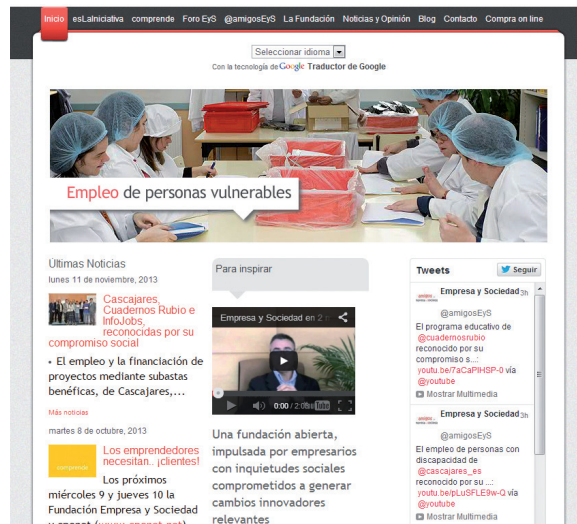 Inicio esLaIniciativa comprende Foro EyS @amigosEyS La Fundación Noticias y Opinión Blog Contacto Compra on line
Seleccionar idioma
Con la tecnología de Google Traductor de Google
Empleo de personas vulnerables
Últimas Noticias
lunes 11 de noviembre, 2013
Cascajares,
Cuadernos Rubio e
InfoJobs,
reconocidas por su
compromiso social
• El empleo y la financiación de
proyectos mediante subastas
benéficas, de Cascajares,...
Más noticias
martes 8 de octubre, 2013
comprende
Los emprendedores
necesitan.. ¡clientes!
Los próximos
miércoles 9 y jueves 10 la
Fundación Empresa y Sociedad
Para inspirar
Empresa y Sociedad en 2
0:00
YouTube
Una fundación abierta,
impulsada por empresarios
con inquietudes sociales
comprometidos a generar
cambios innovadores
relevantes
Tweets
Seguir
Empresa y Sociedad 3h
@amigosEyS
El programa educativo de
@cuadernosrubio
reconocido por su
compromiso s...:
youtu.be/7aCaPIHSP-0 vía
@youtube
Mostrar Multimedia
Empresa y Sociedad 3h
@amigosEyS
El empleo de personas con
discapacidad de
@cascajares_es
reconocido por su ...:
youtu.be/pLuSFLE9w-Q vía
@youtube
Mostrar Multimedia